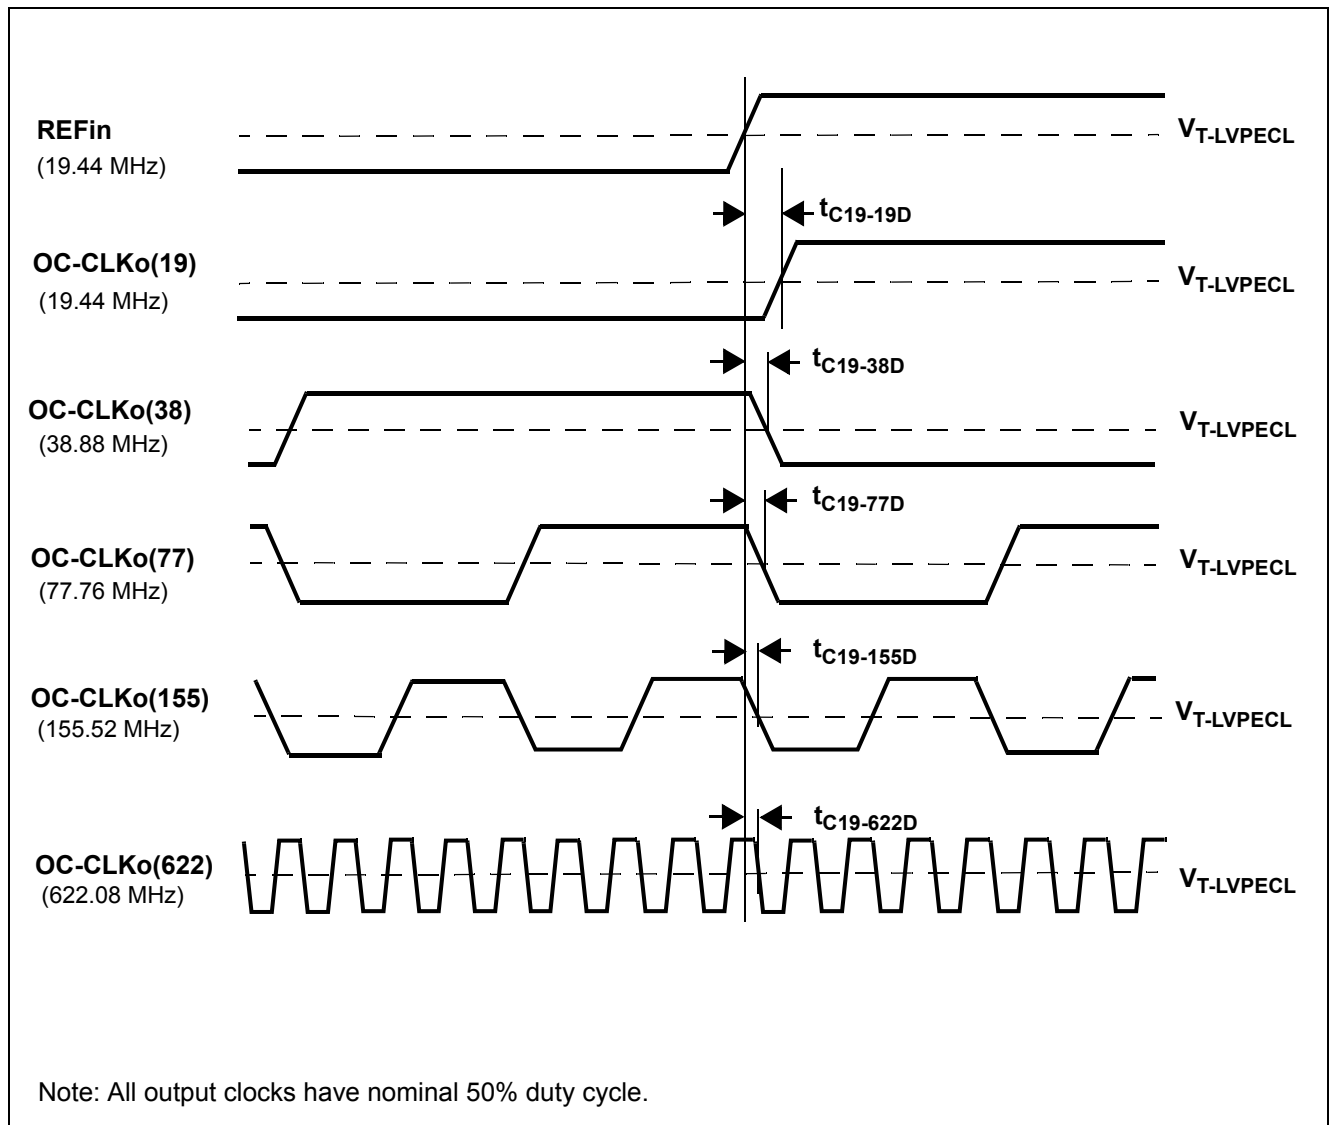 REFin
(19.44 MHz)
VT-LVPECL
tC19-19D
OC-CLKo(19)
(19.44 MHz)
VT-LVPECL
tC19-38D
OC-CLKo(38)
(38.88 MHz)
VT-LVPECL
tC19-77D
OC-CLKo(77)
(77.76 MHz)
VT-LVPECL
tC19-155D
OC-CLKo(155)
(155.52 MHz)
VT-LVPECL
tC19-622D
OC-CLKo(622)
(622.08 MHz)
VT-LVPECL
Note: All output clocks have nominal 50% duty cycle.